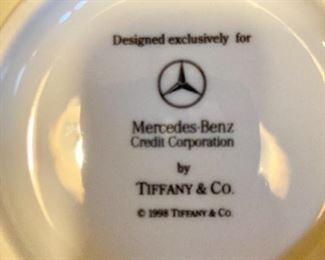 Designed exclusively for
Mercedes-Benz
Credit Corporation
by
TIFFANY & CO.
© 1998 TIFFANY & CO.